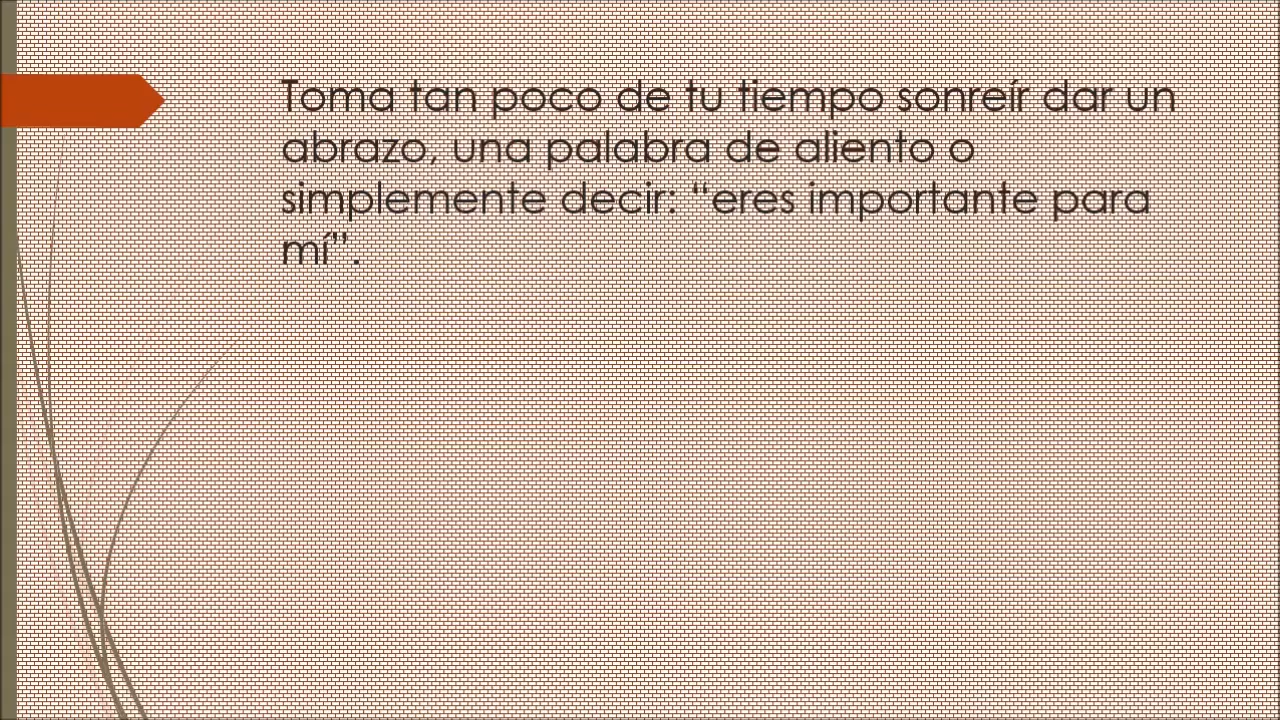 Toma tan poco de tu tiempo sonreír dar un
abrazo, una palabra de aliento o
simplemente decir: “eres importante para
mí”.